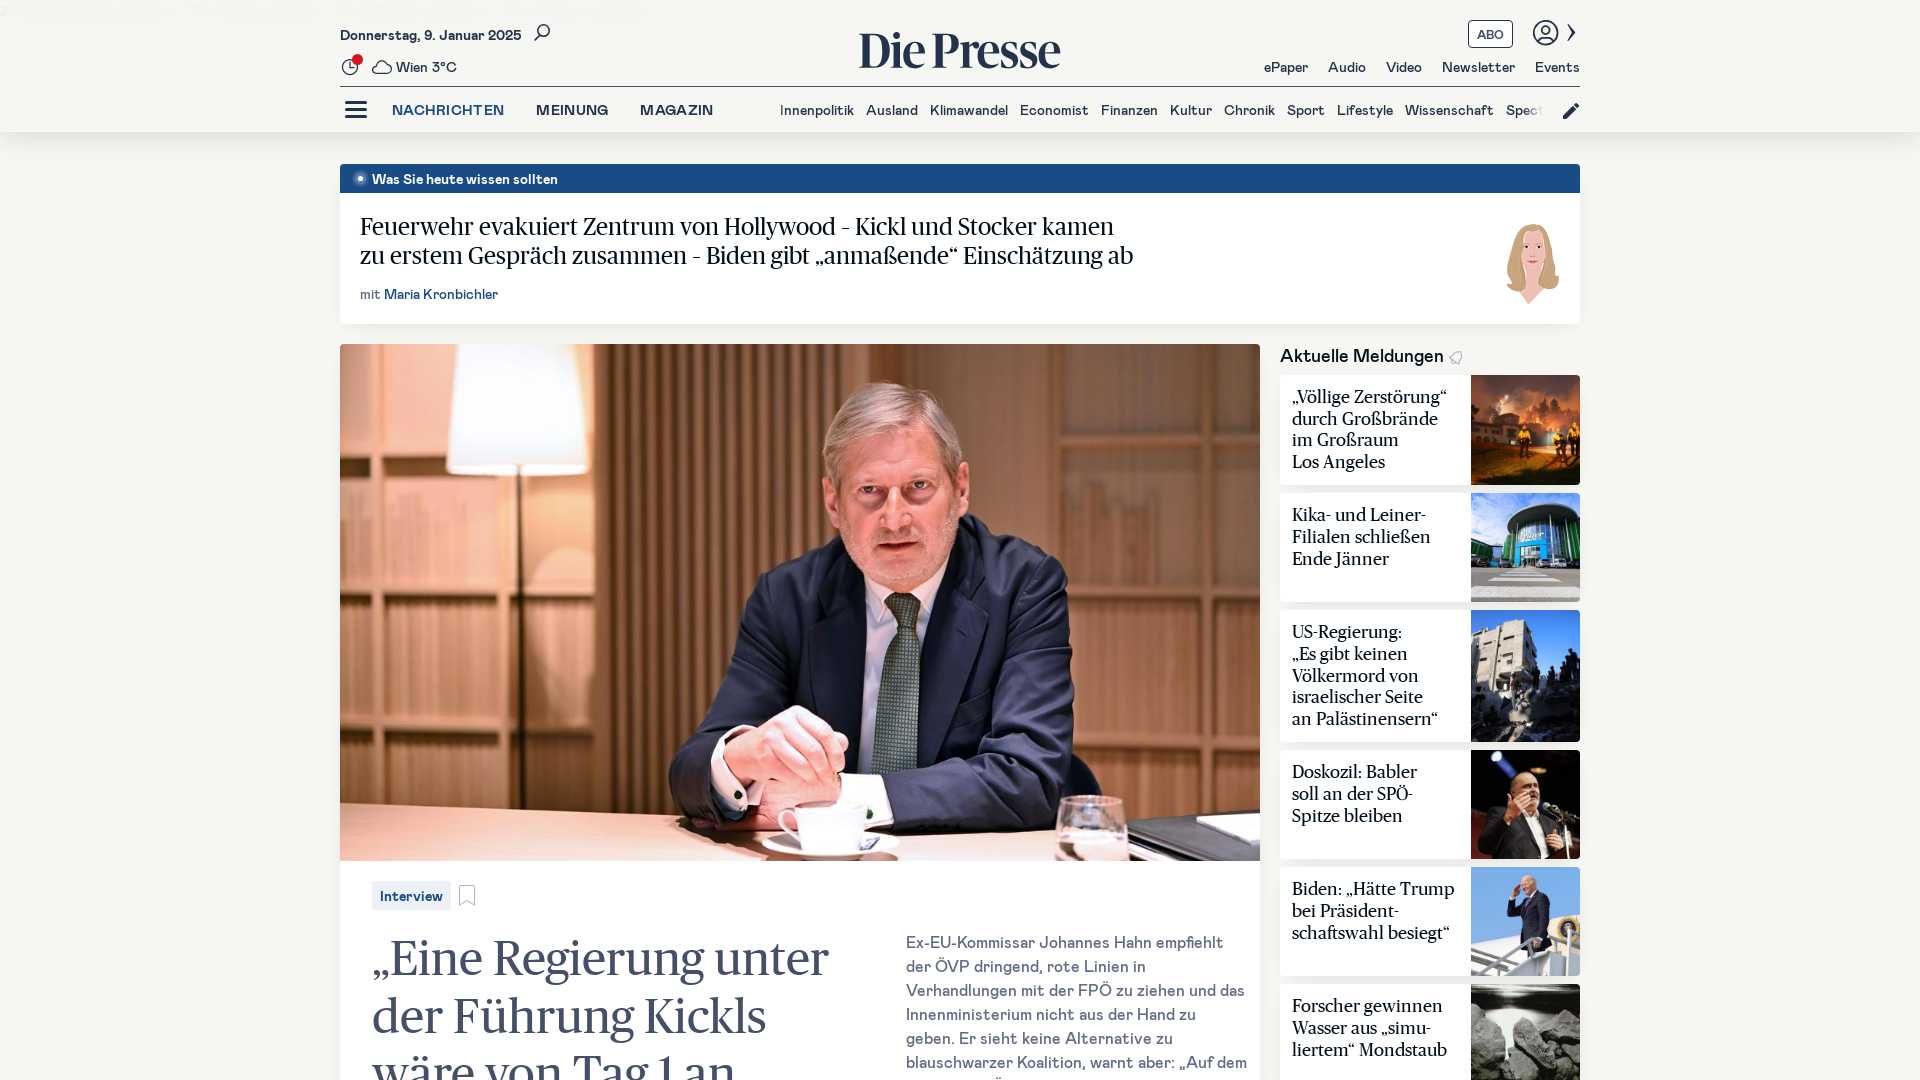 Donnerstag, 9. Januar 2025
Wien 3°C
Die Presse
ABO
ePaper Audio Video Newsletter Events
NACHRICHTEN MEINUNG MAGAZIN
Innenpolitik Ausland Klimawandel Economist Finanzen Kultur Chronik Sport Lifestyle Wissenschaft Spect
Was Sie heute wissen sollten
Feuerwehr evakuiert Zentrum von Hollywood – Kickl und Stocker kamen
zu erstem Gespräch zusammen – Biden gibt „anmaßende“ Einschätzung ab
mit Maria Kronbichler
Interview
„Eine Regierung unter
der Führung Kickls
wäre von Tag 1 an
Ex-EU-Kommissar Johannes Hahn empfiehlt
der ÖVP dringend, rote Linien in
Verhandlungen mit der FPÖ zu ziehen und das
Innenministerium nicht aus der Hand zu
geben. Er sieht keine Alternative zu
blauschwarzer Koalition, warnt aber: „Auf dem
Aktuelle Meldungen
„Völlige Zerstörung“
durch Großbrände
im Großraum
Los Angeles
Kika- und Leiner-
Filialen schließen
Ende Jänner
US-Regierung:
„Es gibt keinen
Völkermord von
israelischer Seite
an Palästinensern“
Doskozil: Babler
soll an der SPÖ-
Spitze bleiben
Biden: „Hätte Trump
bei Präsident-
schaftswahl besiegt“
Forscher gewinnen
Wasser aus „simu-
liertem“ Mondstaub